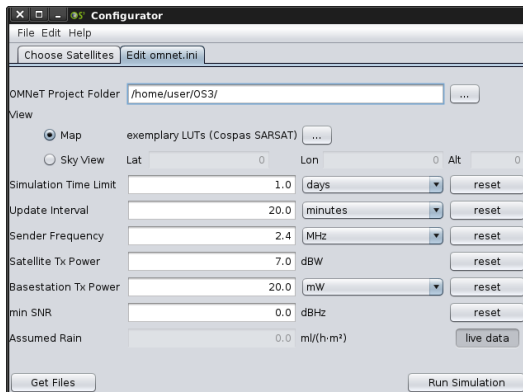 OS³ Configurator
File Edit Help
Choose Satellites Edit omnet.ini
OMNeT Project Folder /home/user/OS3/ ...
View
Map exemplary LUTs (Cospas SARSAT) ...
Sky View Lat 0 Lon 0 Alt 0
Simulation Time Limit 1.0 days reset
Update Interval 20.0 minutes reset
Sender Frequency 2.4 MHz reset
Satellite Tx Power 7.0 dBW reset
Basestation Tx Power 20.0 mW reset
min SNR 0.0 dBHz reset
Assumed Rain 0.0 ml/(h·m²) live data
Get Files Run Simulation